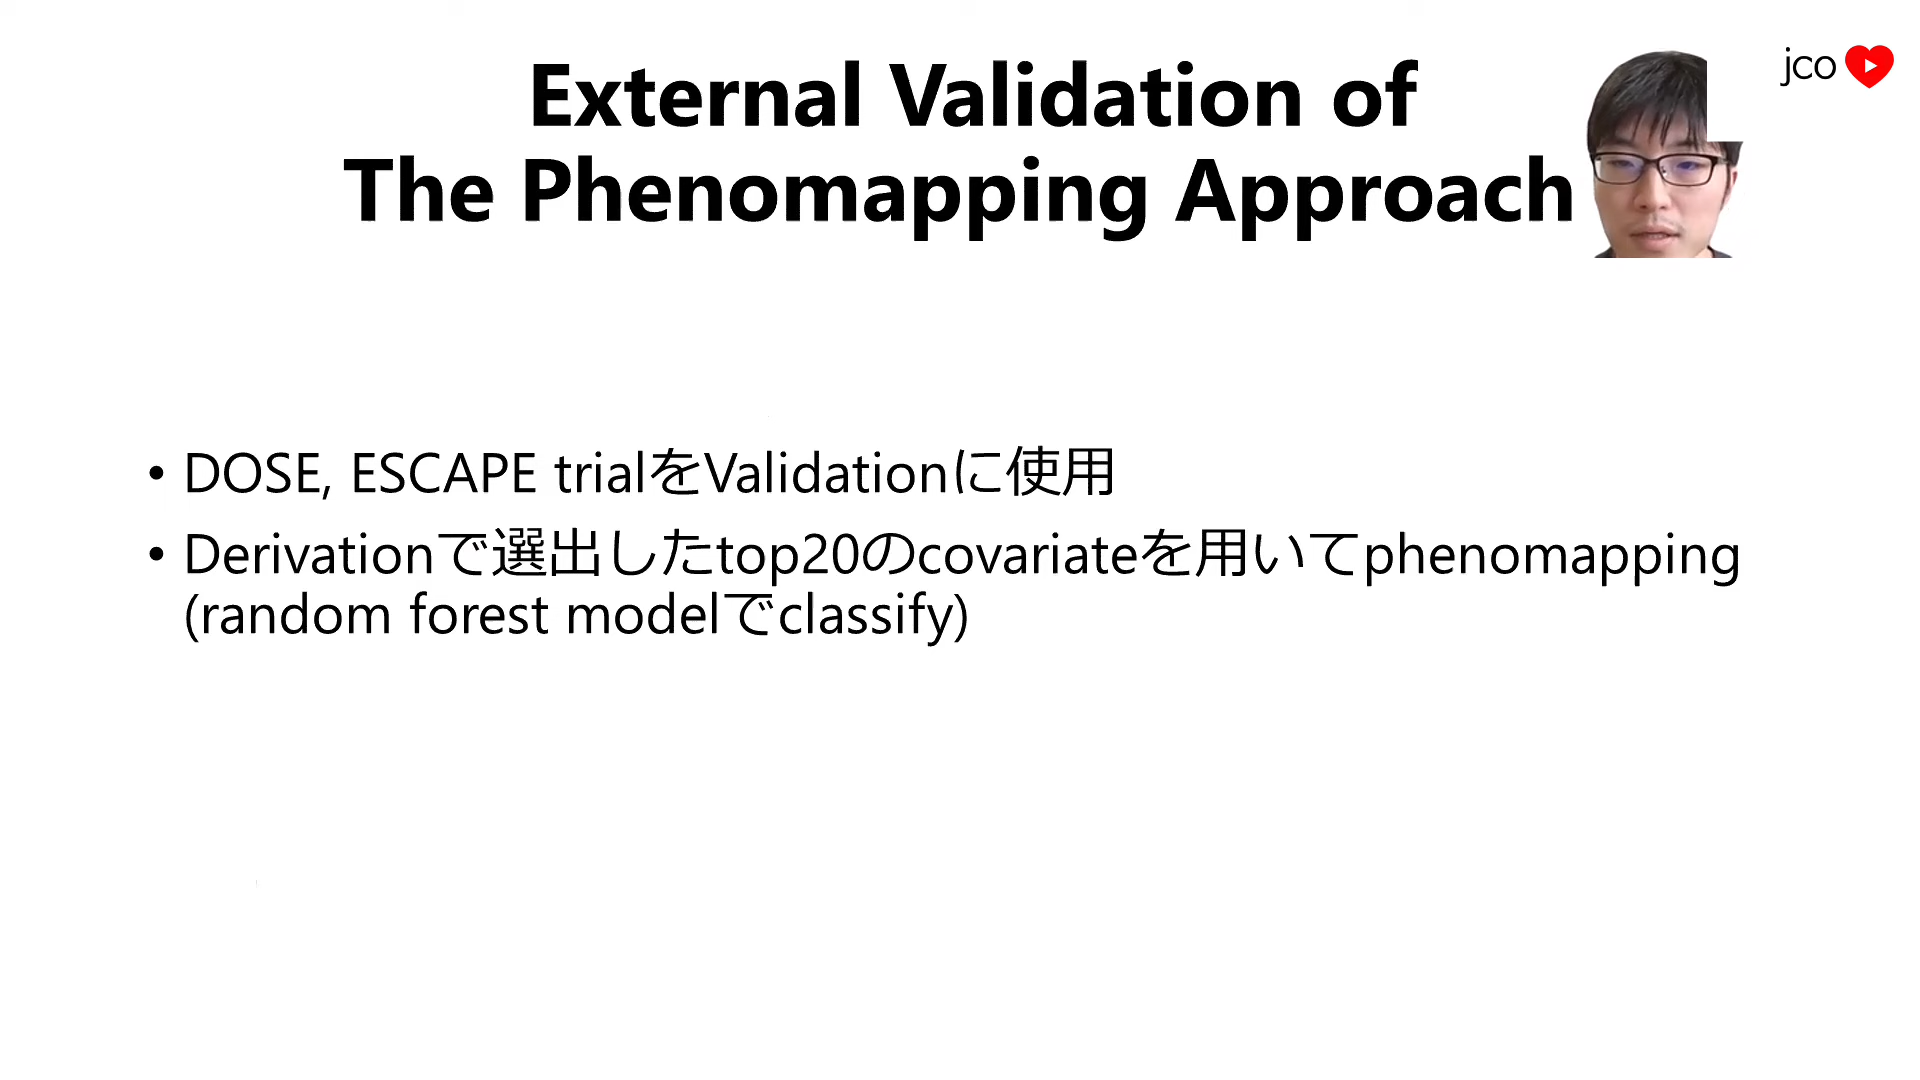 External Validation of
The Phenomapping Approach
jco
• DOSE, ESCAPE trialをValidationに使用
• Derivationで選出したtop20のcovariateを用いてphenomapping
(random forest modelでclassify)